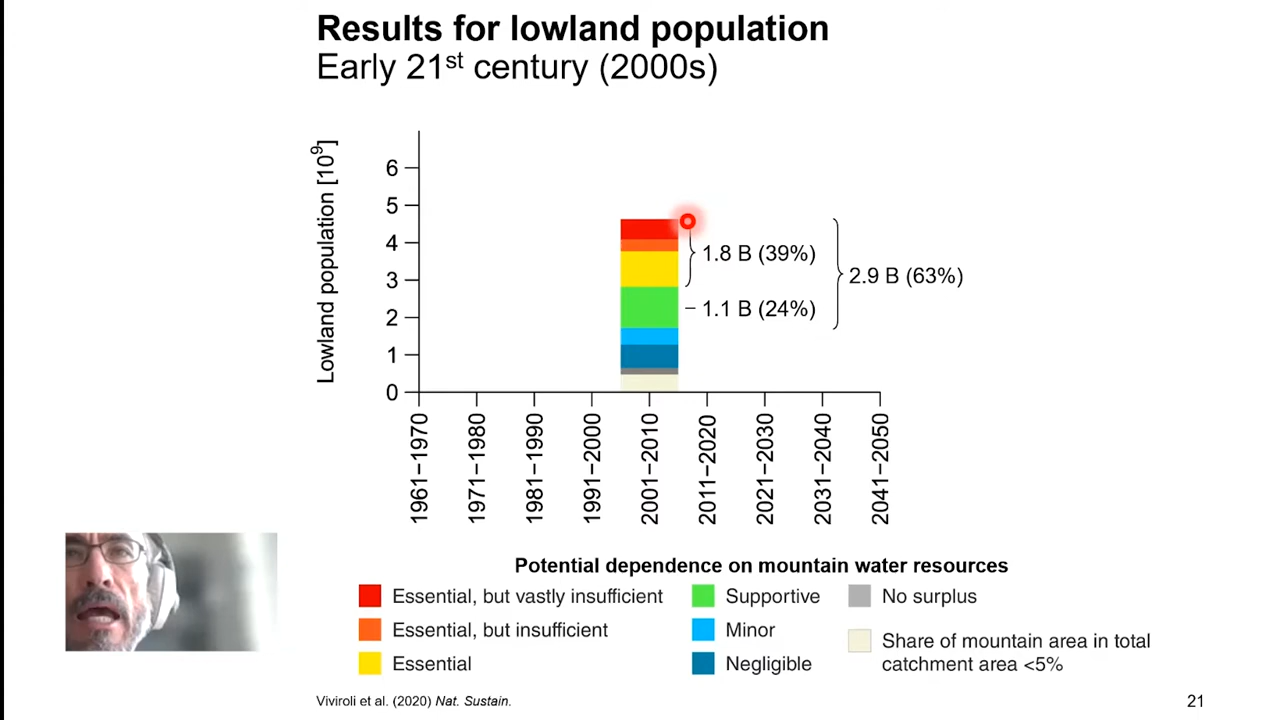 Results for lowland population
Early 21st century (2000s)
Lowland population [10⁹]
6
5
4
3
2
1
0
1.8 B (39%)
1.1 B (24%)
2.9 B (63%)
1961–1970
1971–1980
1981–1990
1991–2000
2001–2010
2011–2020
2021–2030
2031–2040
2041–2050
Potential dependence on mountain water resources
Essential, but vastly insufficient
Essential, but insufficient
Essential
Supportive
Minor
Negligible
No surplus
Share of mountain area in total
catchment area <5%
Viviroli et al. (2020) Nat. Sustain.
21